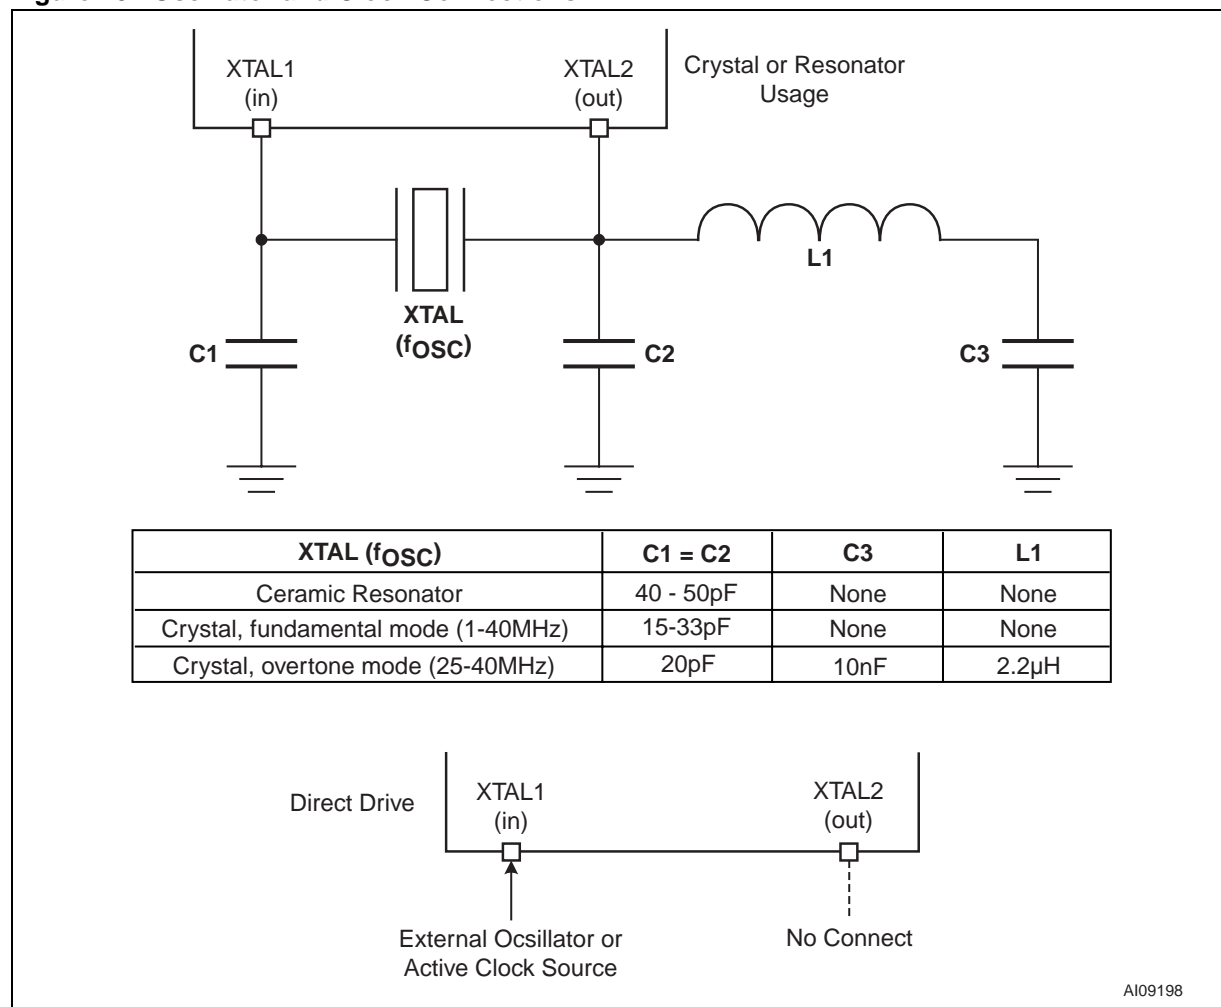 XTAL1
(in)
XTAL2
(out)
Crystal or Resonator
Usage
L1
XTAL
(fOSC)
C1
C2
C3
XTAL (fOSC) C1 = C2 C3 L1
Ceramic Resonator 40 - 50pF None None
Crystal, fundamental mode (1-40MHz) 15-33pF None None
Crystal, overtone mode (25-40MHz) 20pF 10nF 2.2µH
Direct Drive
XTAL1
(in)
XTAL2
(out)
External Ocsillator or
Active Clock Source
No Connect
AI09198